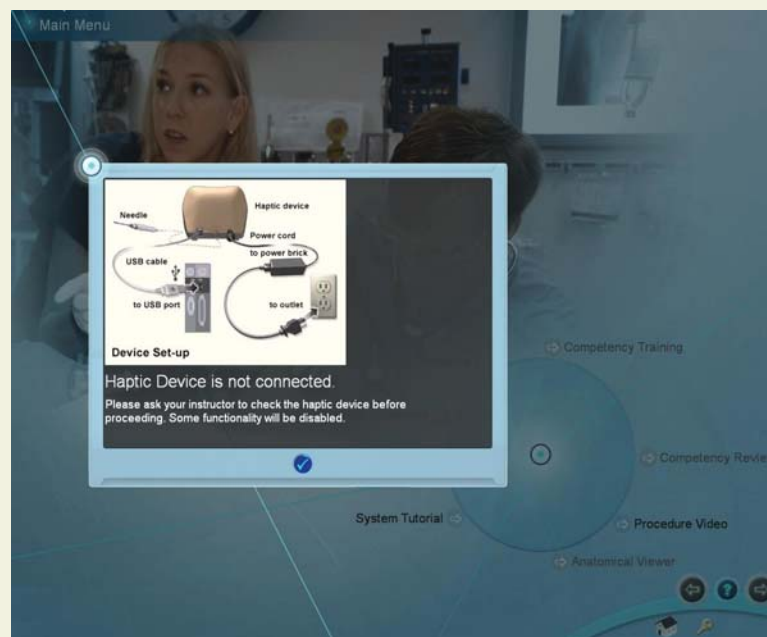 Main Menu
Needle
Haptic device
Power cord
to power brick
USB cable
to USB port
to outlet
Device Set-up
Haptic Device is not connected.
Please ask your instructor to check the haptic device before
proceeding. Some functionality will be disabled.
Competency Training
Competency Revie
System Tutorial
Procedure Video
Anatomical Viewer
?